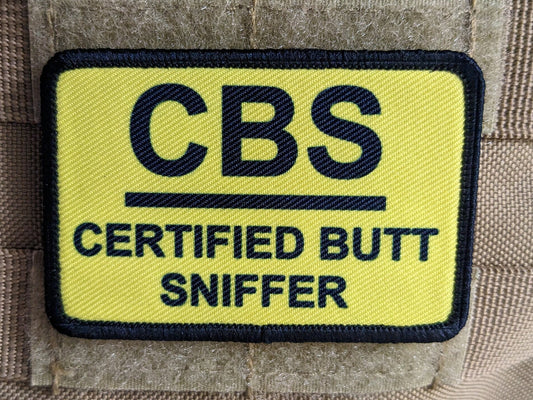 CBS
CERTIFIED BUTT
SNIFFER